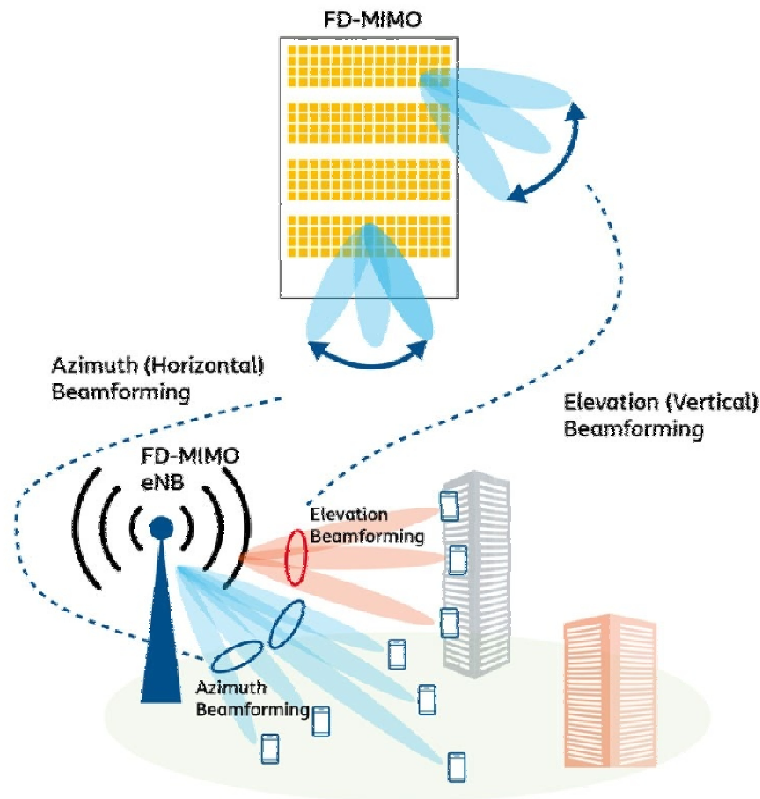 FD-MIMO
Azimuth (Horizontal)
Beamforming
Elevation (Vertical)
Beamforming
FD-MIMO
eNB
Elevation
Beamforming
Azimuth
Beamforming